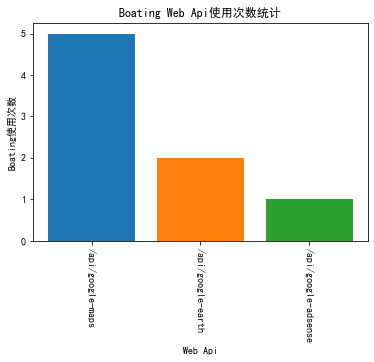 Boating Web Api使用次数统计
Boating使用次数
5
4
3
2
1
0
/api/google-maps
/api/google-earth
/api/google-adsense
Web Api